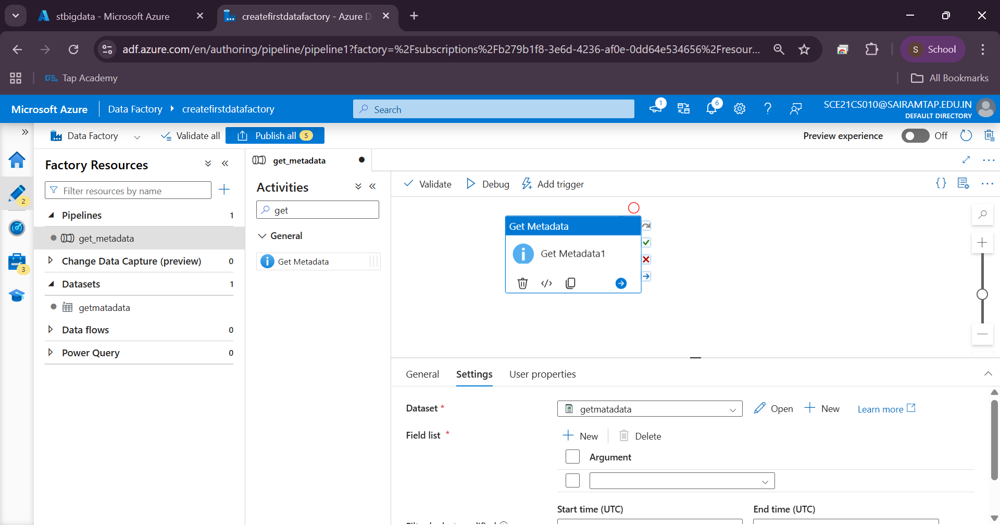 stbigdata - Microsoft Azure
createfirstdatafactory - Azure D
adf.azure.com/en/authoring/pipeline/pipeline1?factory=%2Fsubscriptions%2Fb279b1f8-3e6d-4236-af0e-0dd64e534656%2Fresour...
S School
Tap Academy
All Bookmarks
Microsoft Azure
Data Factory
createfirstdatafactory
Search
1
6
SCE21CS010@SAIRAMTAP.EDU.IN
DEFAULT DIRECTORY
Data Factory
Validate all
Publish all 5
Preview experience
Off
2
3
Factory Resources
Filter resources by name
Pipelines 1
get_metadata
Change Data Capture (preview) 0
Datasets 1
getmatadata
Data flows 0
Power Query 0
get_metadata
Activities
get
General
Get Metadata
Validate
Debug
Add trigger
Get Metadata
Get Metadata1
General
Settings
User properties
Dataset *
getmatadata
Open
New
Learn more
Field list *
New
Delete
Argument
Start time (UTC)
End time (UTC)